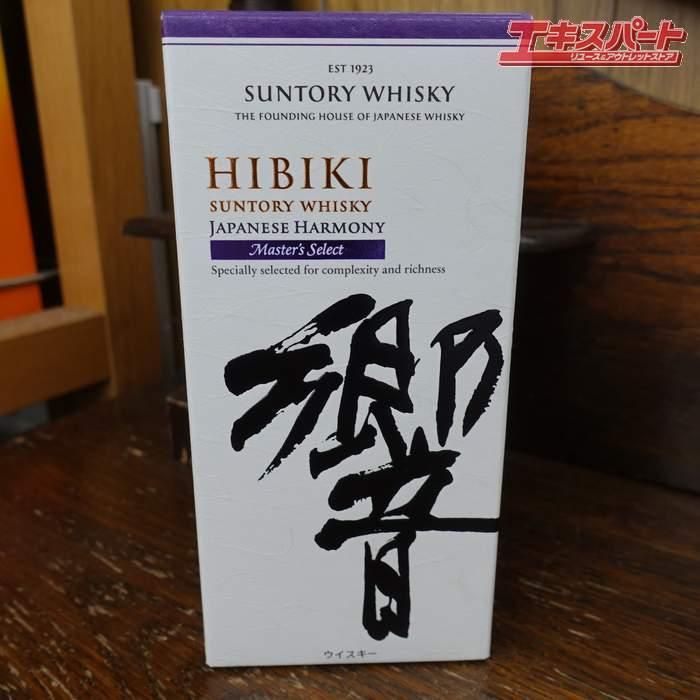 エキスパート
リユース&アウトレットストア
EST 1923
SUNTORY WHISKY
THE FOUNDING HOUSE OF JAPANESE WHISKY
HIBIKI
SUNTORY WHISKY
JAPANESE HARMONY
Master's Select
Specially selected for complexity and richness
響
ウイスキー